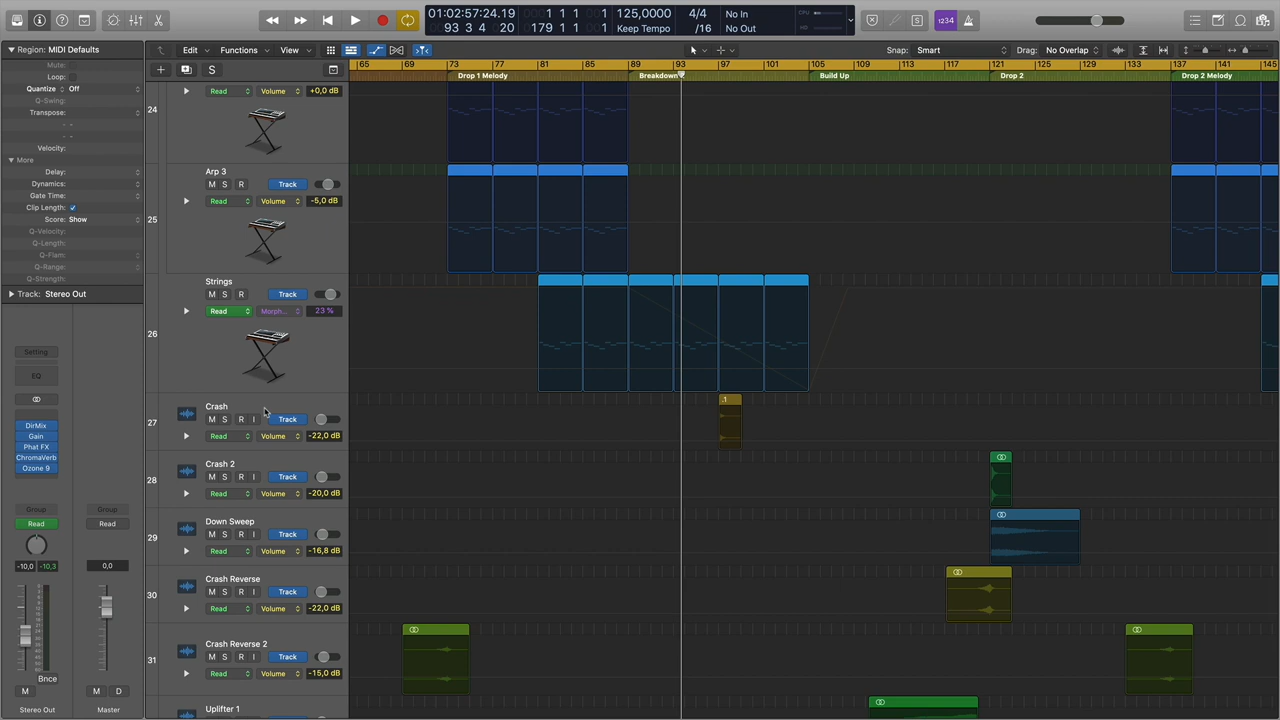 01:02:57:24.19
1 1 1 1
125,0000
4/4
No In
CPU
93 3 4 20
179 1 1 1
Keep Tempo
/16
No Out
HD
1234
S
Region: MIDI Defaults
Edit
Functions
View
Snap: Smart
Drag: No Overlap
Mute:
Loop:
Quantize Off
Q-Swing:
Transpose:
Velocity:
More
Delay:
Dynamics:
Gate Time:
Clip Length:
Score: Show
Q-Velocity:
Q-Length:
Q-Flam:
Q-Range:
Q-Strength:
Track: Stereo Out
Setting
EQ
DirMix
Gain
Phat FX
ChromaVerb
Ozone 9
Group
Group
Read
Read
-10,0 -10,3
0,0
Bnce
M
M D
Stereo Out
Master
S
65 69 73 77 81 85 89 93 97 101 105 109 113 117 121 125 129 133 137 141 145
Drop 1 Melody
Breakdown
Build Up
Drop 2
Drop 2 Melody
24
Read Volume +0,0 dB
Arp 3
M S R Track
25
Read Volume -5,0 dB
Strings
M S R Track
Read Morph... 23 %
26
Crash
M S R I Track
27
Read Volume -22,0 dB
.1
Crash 2
M S R I Track
28
Read Volume -20,0 dB
Down Sweep
M S R I Track
29
Read Volume -16,8 dB
Crash Reverse
M S R I Track
30
Read Volume -22,0 dB
Crash Reverse 2
M S R I Track
31
Read Volume -15,0 dB
Uplifter 1